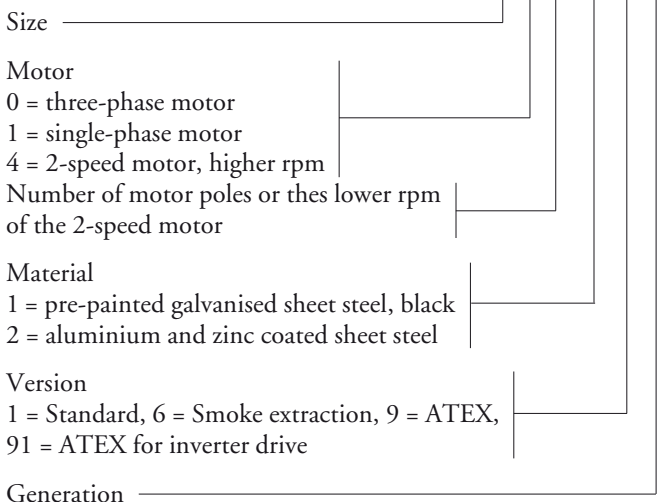 Size
Motor
0 = three-phase motor
1 = single-phase motor
4 = 2-speed motor, higher rpm
Number of motor poles or thes lower rpm
of the 2-speed motor
Material
1 = pre-painted galvanised sheet steel, black
2 = aluminium and zinc coated sheet steel
Version
1 = Standard, 6 = Smoke extraction, 9 = ATEX,
91 = ATEX for inverter drive
Generation